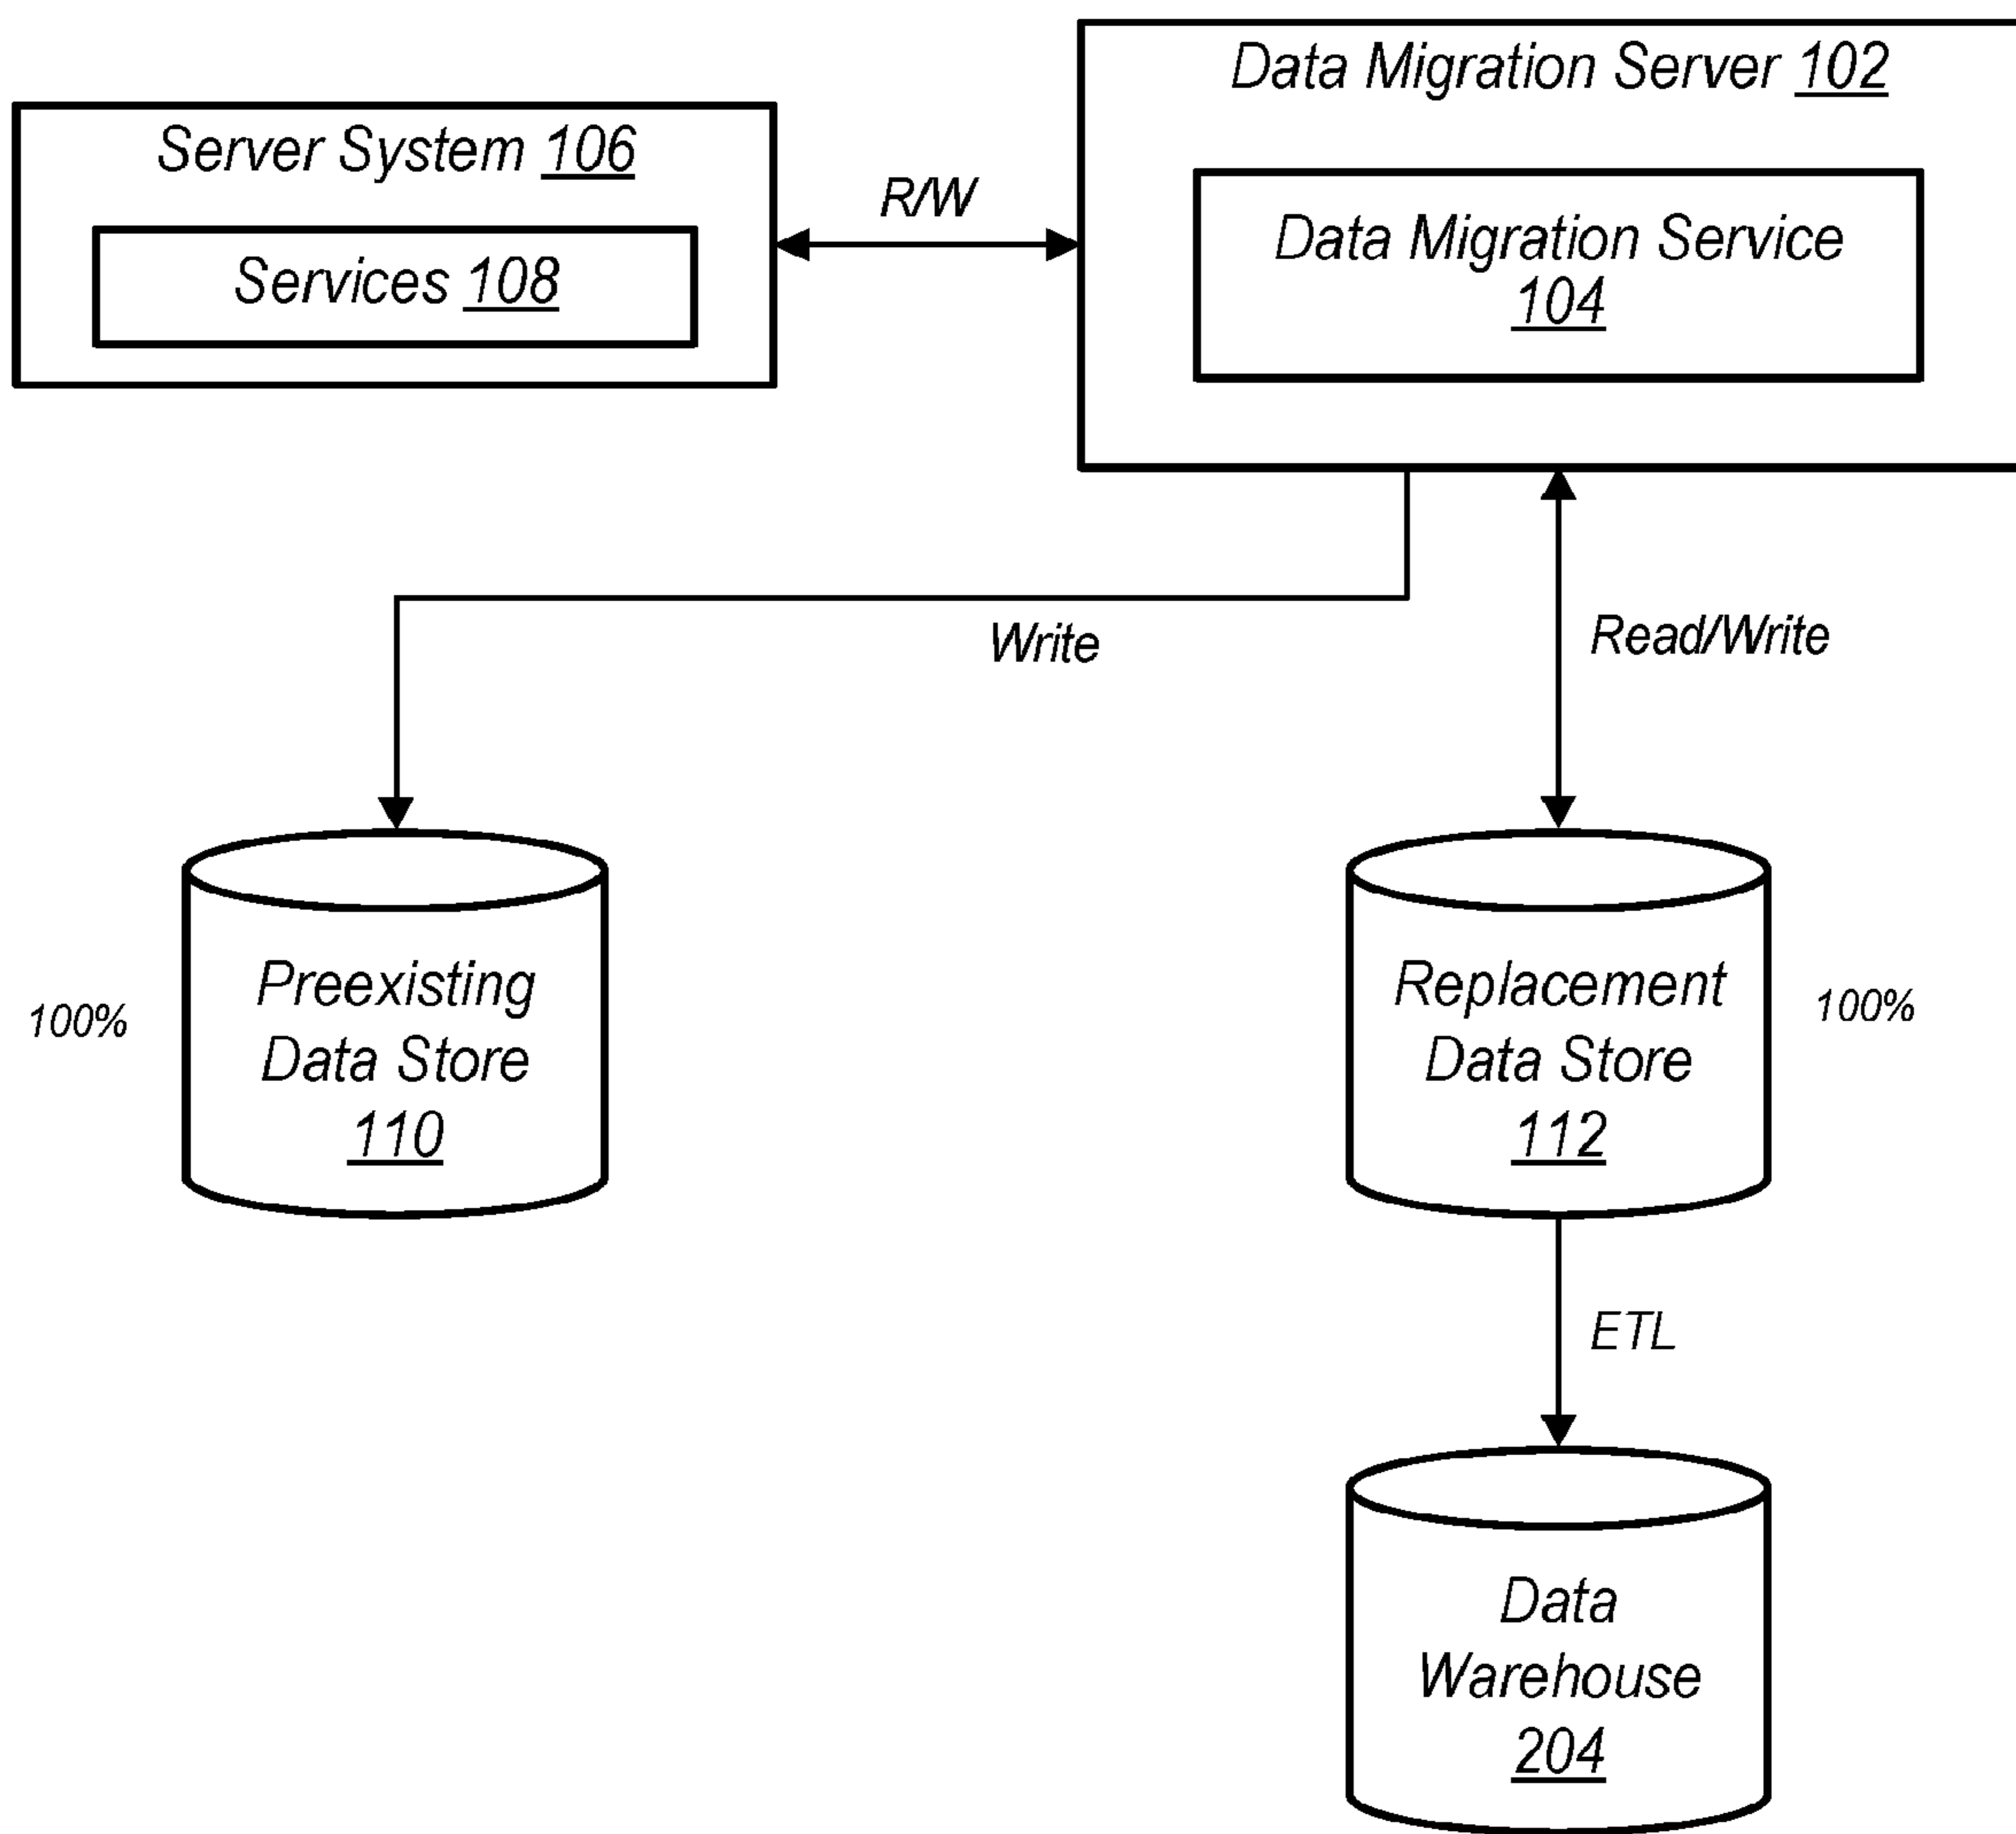 Data Migration Server 102
Server System 106
R/W
Data Migration Service
104
Services 108
Write
Read/Write
Preexisting
Data Store
110
100%
Replacement
Data Store
112
100%
ETL
Data
Warehouse
204